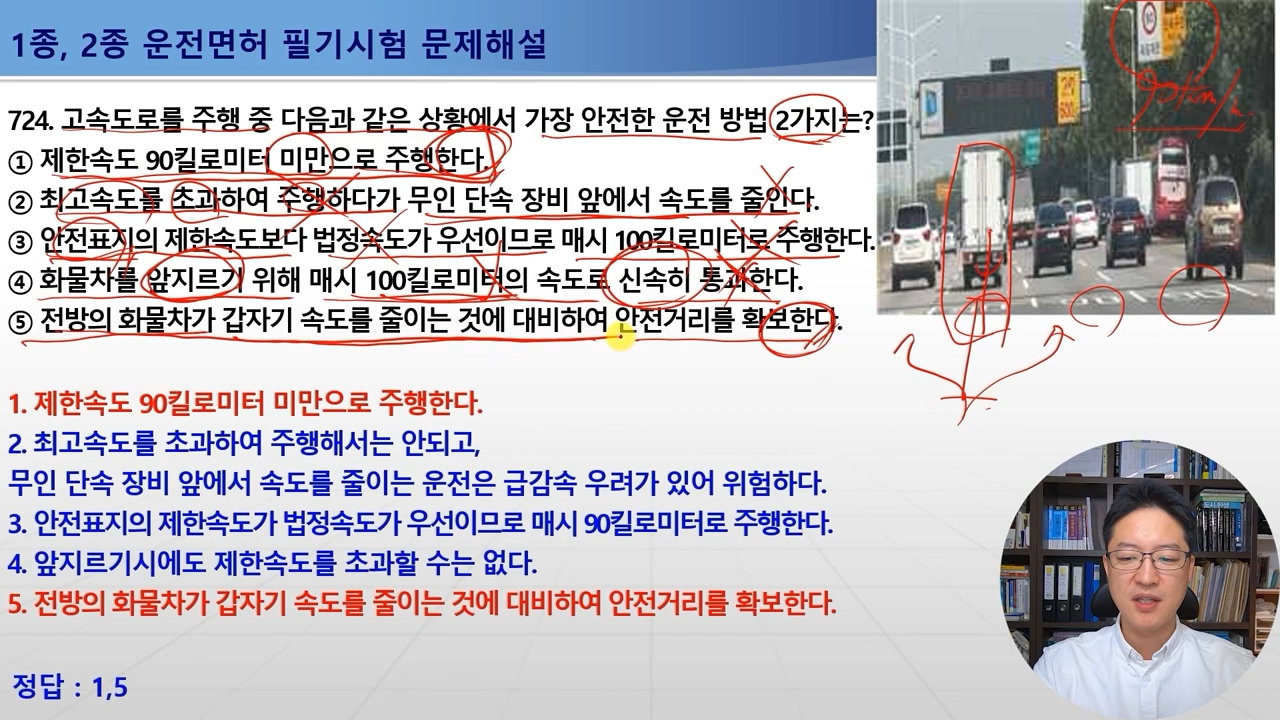 1종, 2종 운전면허 필기시험 문제해설
724. 고속도로를 주행 중 다음과 같은 상황에서 가장 안전한 운전 방법 2가지는?
① 제한속도 90킬로미터 미만으로 주행한다.
② 최고속도를 초과하여 주행하다가 무인 단속 장비 앞에서 속도를 줄인다.
③ 안전표지의 제한속도보다 법정속도가 우선이므로 매시 100킬로미터로 주행한다.
④ 화물차를 앞지르기 위해 매시 100킬로미터의 속도로 신속히 통과한다.
⑤ 전방의 화물차가 갑자기 속도를 줄이는 것에 대비하여 안전거리를 확보한다.
1. 제한속도 90킬로미터 미만으로 주행한다.
2. 최고속도를 초과하여 주행해서는 안되고,
무인 단속 장비 앞에서 속도를 줄이는 운전은 급감속 우려가 있어 위험하다.
3. 안전표지의 제한속도가 법정속도가 우선이므로 매시 90킬로미터로 주행한다.
4. 앞지르기시에도 제한속도를 초과할 수는 없다.
5. 전방의 화물차가 갑자기 속도를 줄이는 것에 대비하여 안전거리를 확보한다.
정답 : 1,5